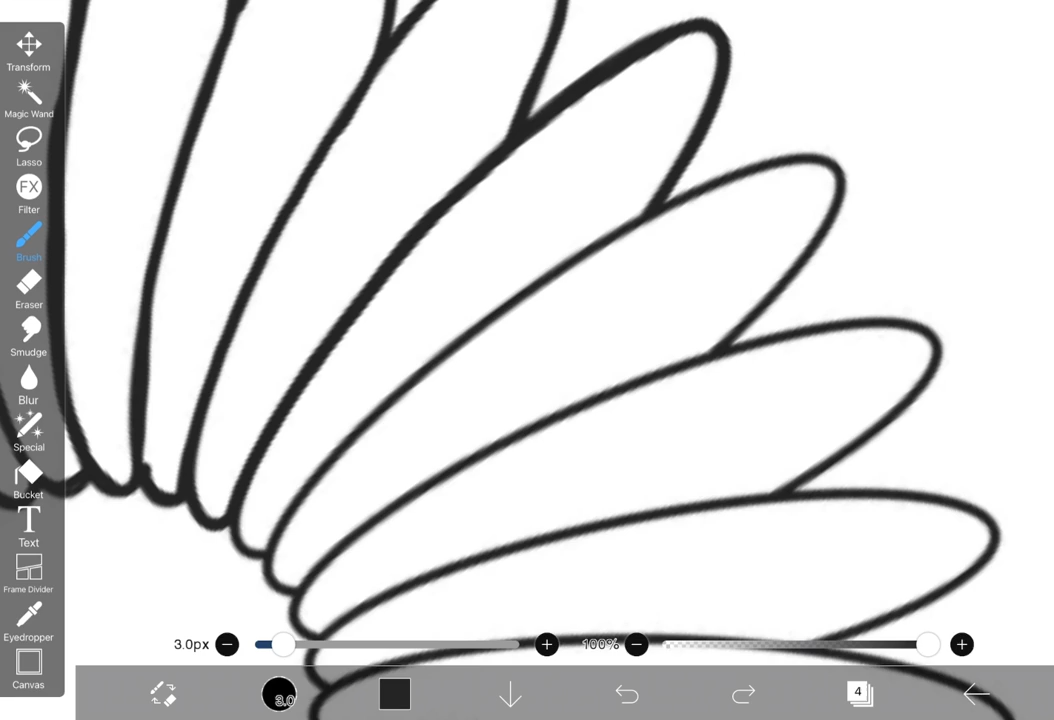 Transform
Magic Wand
Lasso
FX
Filter
Brush
Eraser
Smudge
Blur
Special
Bucket
T
Text
Frame Divider
Eyedropper
Canvas
3.0px
100%
3.0
4